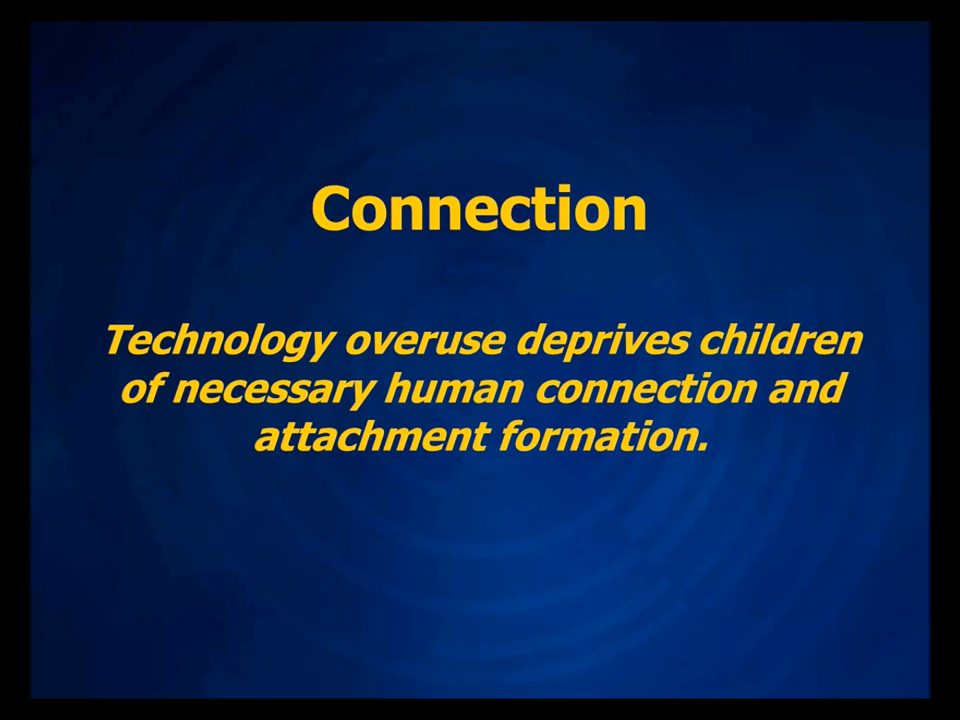 Connection
Technology overuse deprives children
of necessary human connection and
attachment formation.